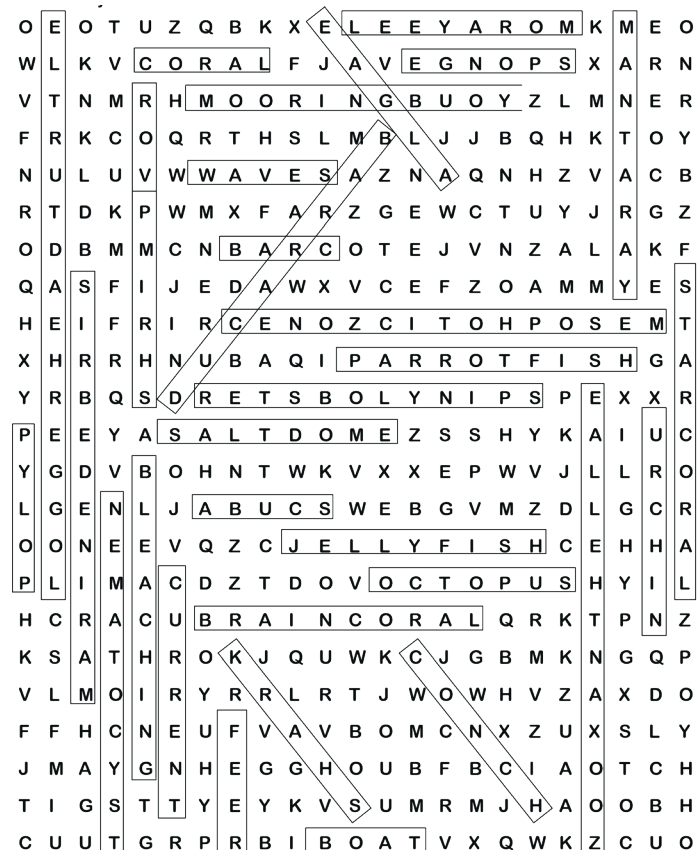 O E O T U Z Q B K X E L E E Y A R O M K M E O
W L K V C O R A L F J A V E G N O P S X A R N
V T N M R H M O O R I N G B U O Y Z L M N E R
F R K C O Q R T H S L M B L J J B Q H K T O Y
N U L U V W W A V E S A Z N A Q N H Z V A C B
R T D K P W M X F A R Z G E W C T U Y J R G Z
O D B M M C N B A R C O T E J V N Z A L A K F
Q A S F I J E D A W X V C E F Z O A M M Y E S
H E I F R I R C E N O Z C I T O H P O S E M T
X H R R H N U B A Q I P A R R O T F I S H G A
Y R B Q S D R E T S B O L Y N I P S P E X X R
P E E Y A S A L T D O M E Z S S H Y K A I U C
Y G D V B O H N T W K V X X E P W V J L L R O
L G E N L J A B U C S W E B G V M Z D L G C R
O O N E E V Q Z C J E L L Y F I S H C E H H A
P L I M A C D Z T D O V O C T O P U S H Y I L
H C R A C U B R A I N C O R A L Q R K T P N Z
K S A T H R O K J Q U W K C J G B M K N G Q P
V L M O I R Y R R L R T J W O W H V Z A X D O
F F H C N E U F V A V B O M C N X Z U X S L Y
J M A Y G N H E G G H O U B F B C I A O T C H
T I G S T T Y E Y K V S U M R M J H A O O B H
C U U T G R P R B I B O A T V X Q W K Z C U O